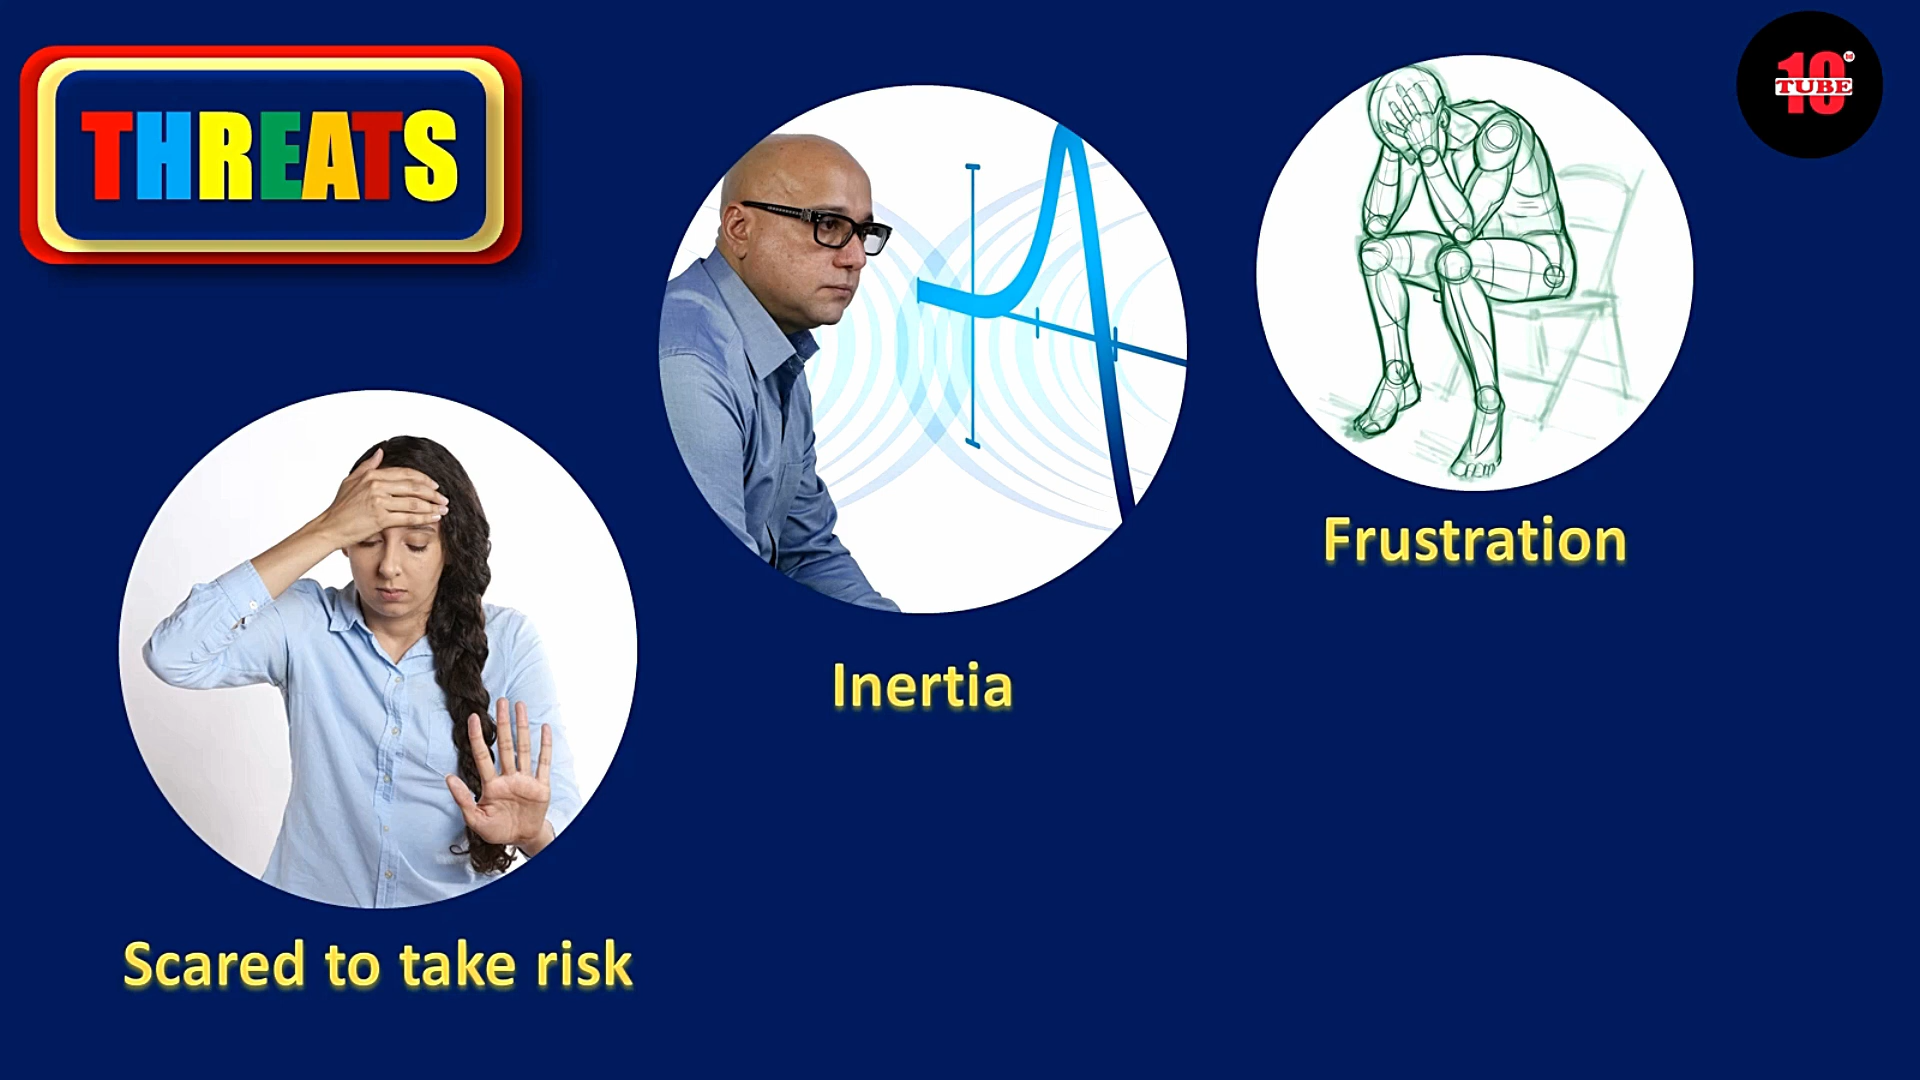 THREATS
10
TUBE
Frustration
Inertia
Scared to take risk